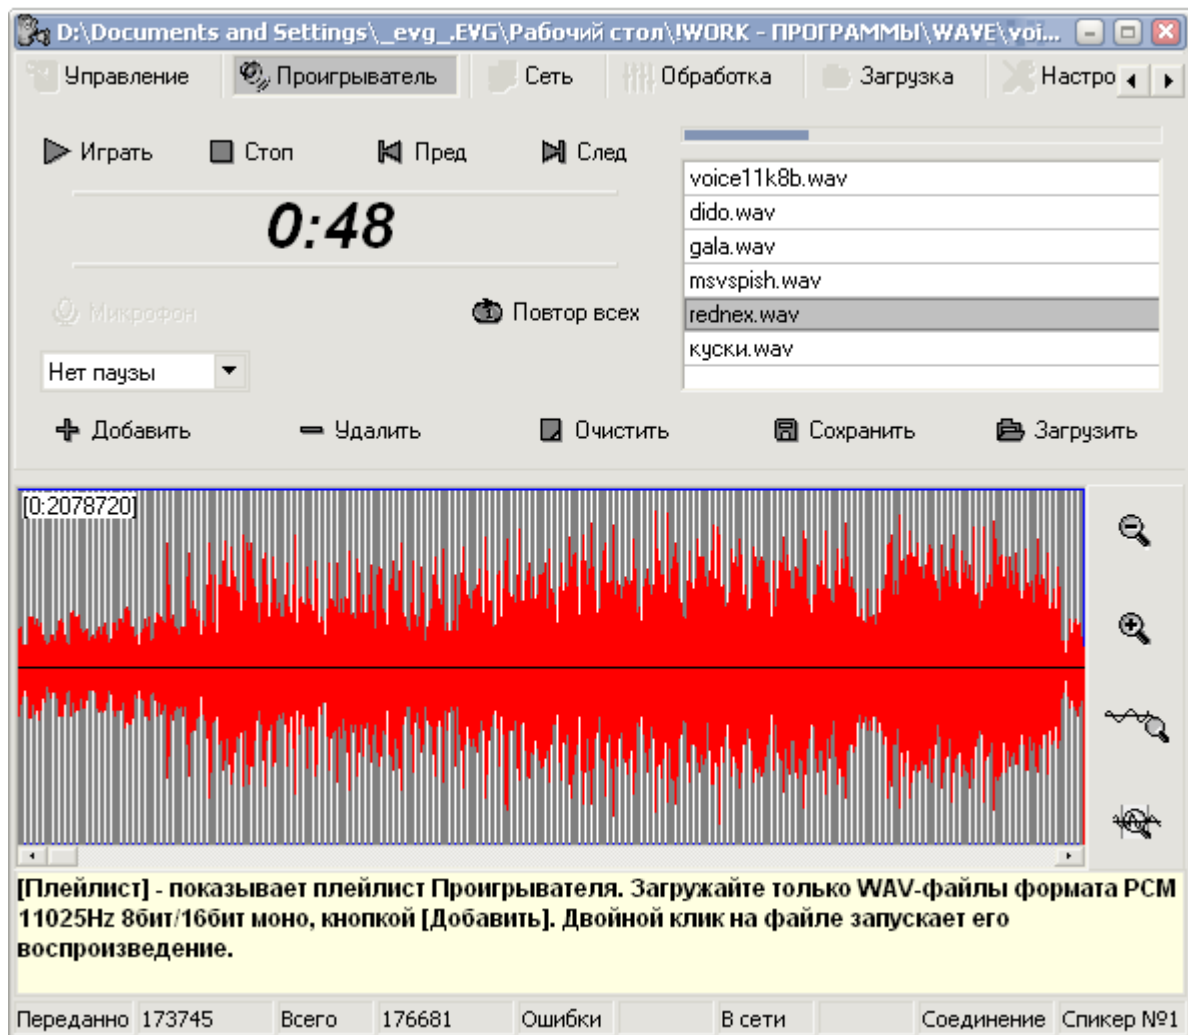 D:\Documents and Settings\_evg_.EVG\Рабочий стол\!WORK - ПРОГРАММЫ\WAVE\voi...
Управление Проигрыватель Сеть Обработка Загрузка Настро
Играть Стоп Пред След
0:48
Микрофон Повтор всех
Нет паузы
voice11k8b.wav
dido.wav
gala.wav
msvspish.wav
rednex.wav
куски.wav
Добавить Удалить Очистить Сохранить Загрузить
[0:2078720]
[Плейлист] - показывает плейлист Проигрывателя. Загружайте только WAV-файлы формата PCM
11025Hz 8бит/16бит моно, кнопкой [Добавить]. Двойной клик на файле запускает его
воспроизведение.
Переданно 173745 Всего 176681 Ошибки В сети Соединение Спикер №1